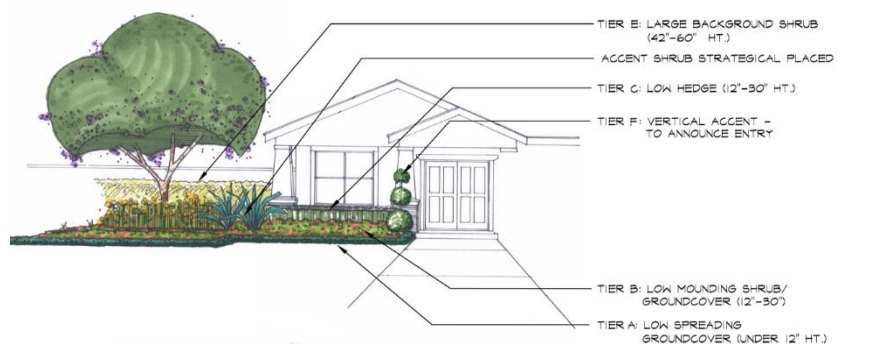 TIER E: LARGE BACKGROUND SHRUB
(42"-60" HT.)
ACCENT SHRUB STRATEGICAL PLACED
TIER C: LOW HEDGE (12"-30" HT.)
TIER F: VERTICAL ACCENT -
TO ANNOUNCE ENTRY
TIER B: LOW MOUNDING SHRUB/
GROUNDCOVER (12"-30")
TIER A: LOW SPREADING
GROUNDCOVER (UNDER 12" HT.)